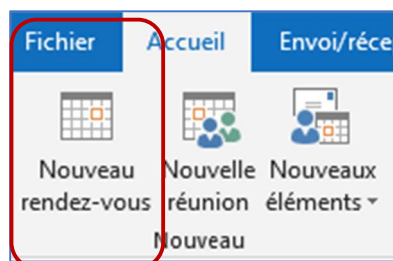 Fichier Accueil Envoi/réce
Nouveau Nouvelle Nouveaux
rendez-vous réunion éléments
Nouveau